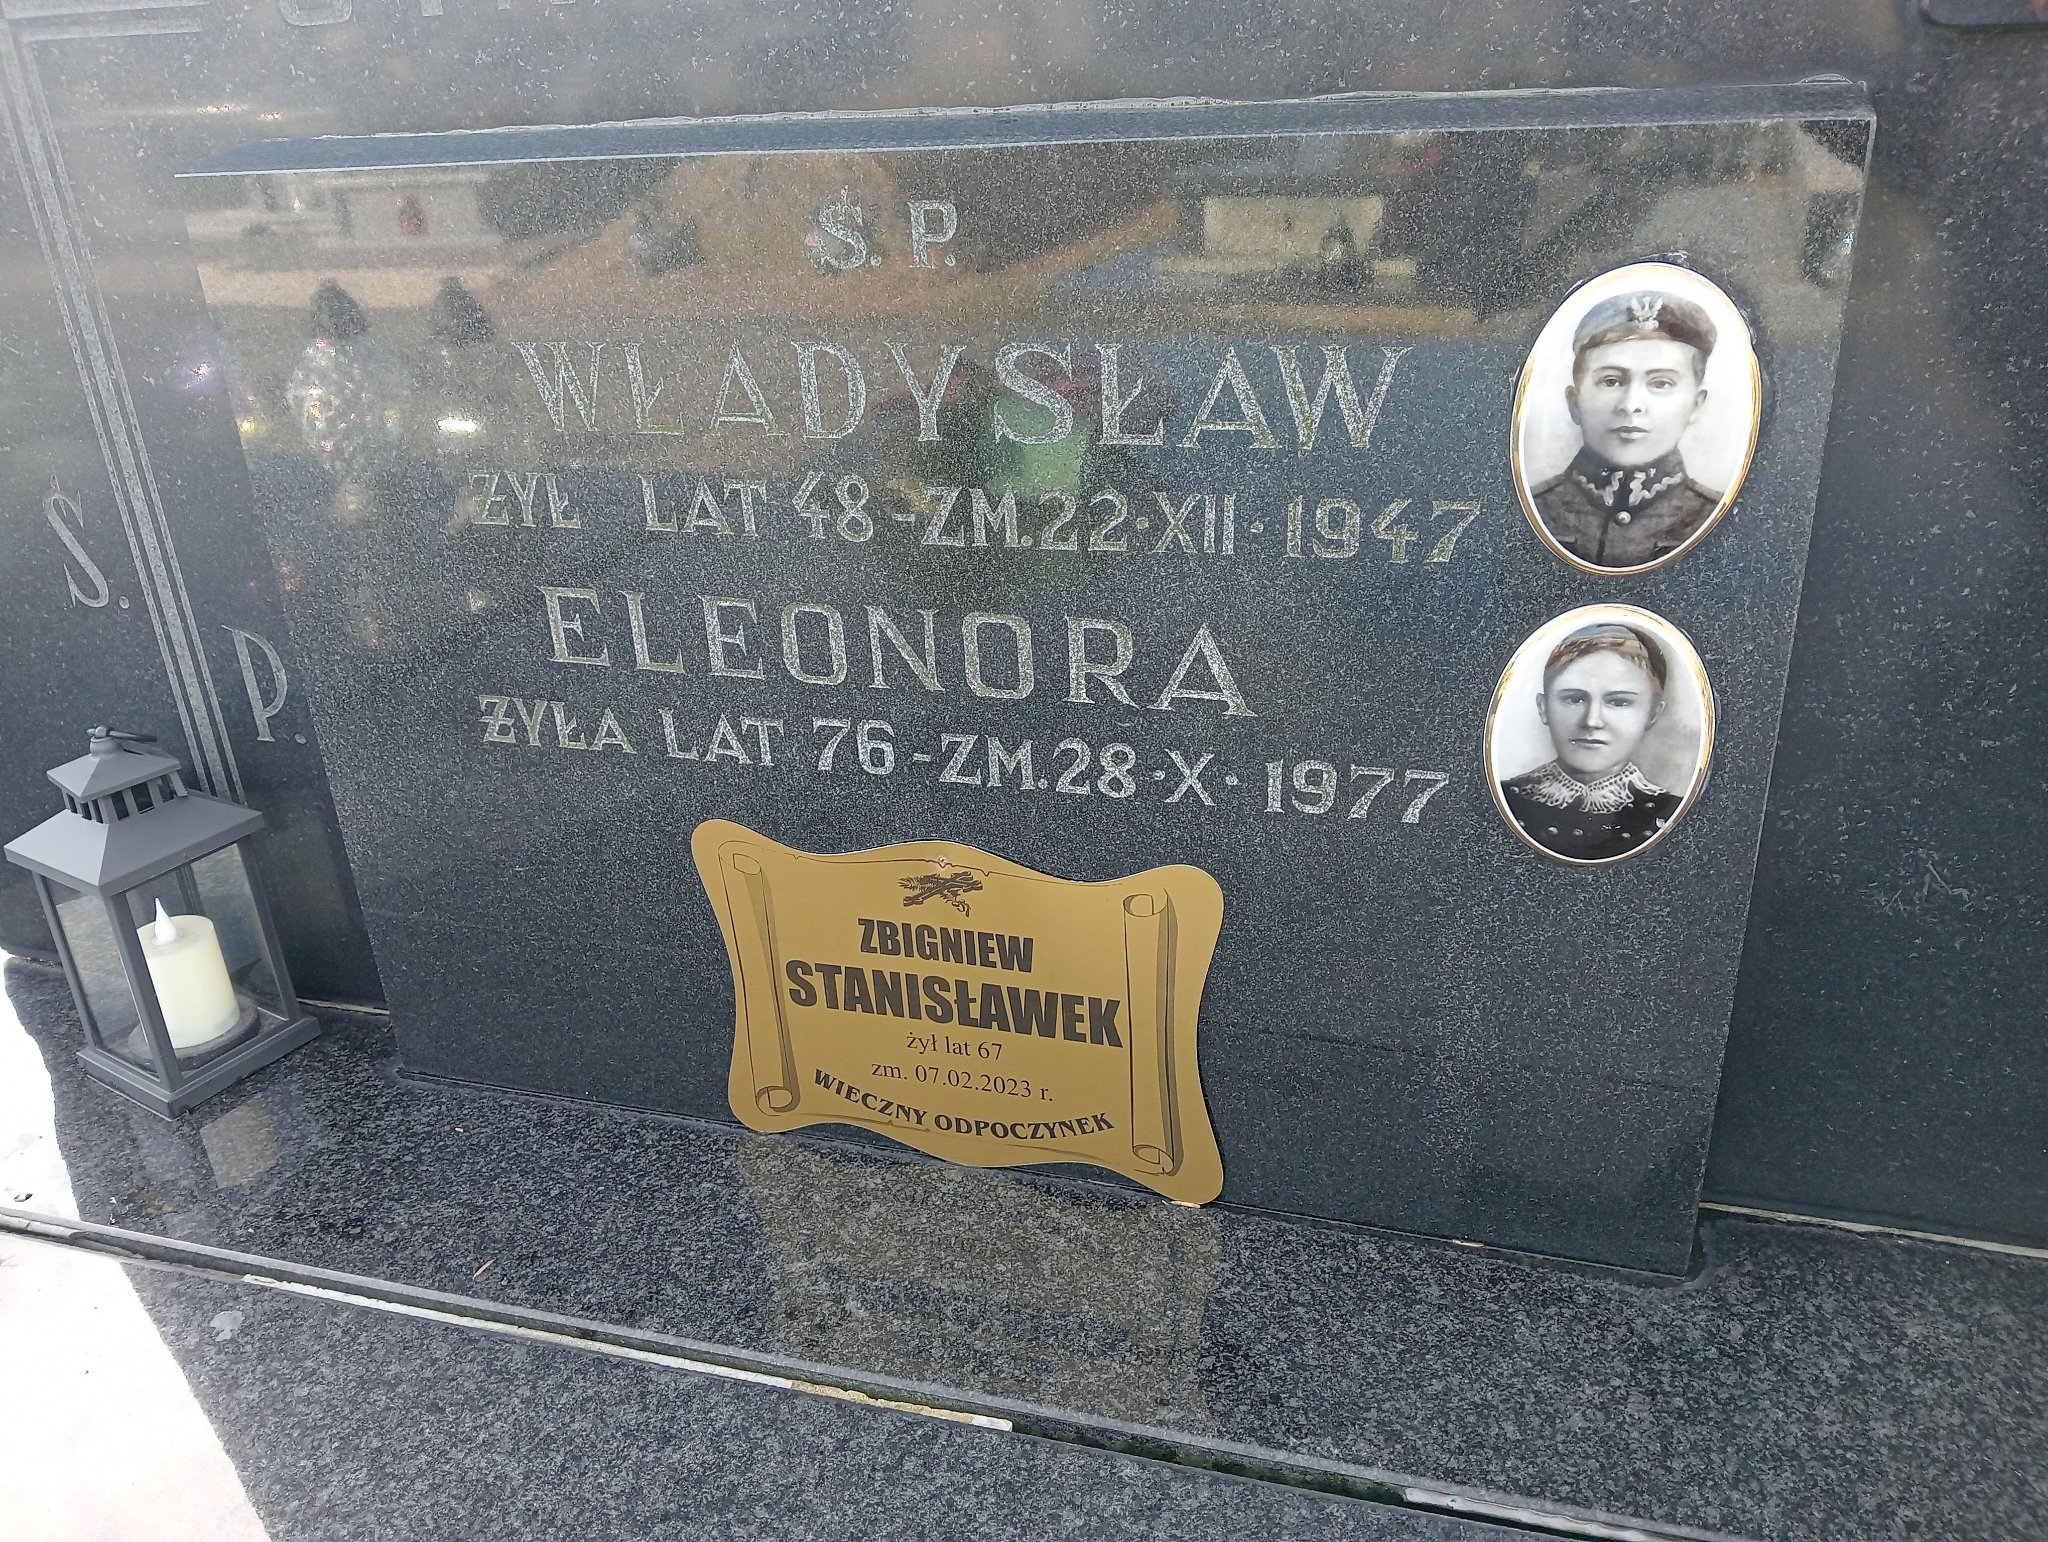 Ś. P.
WŁADYSŁAW
ŻYŁ LAT 48 - ZM. 22 · XII · 1947
ELEONORA
ŻYŁA LAT 76 - ZM. 28 · X · 1977
Ś. P.
ZBIGNIEW
STANISŁAWEK
żył lat 67
zm. 07.02.2023 r.
WIECZNY ODPOCZYNEK